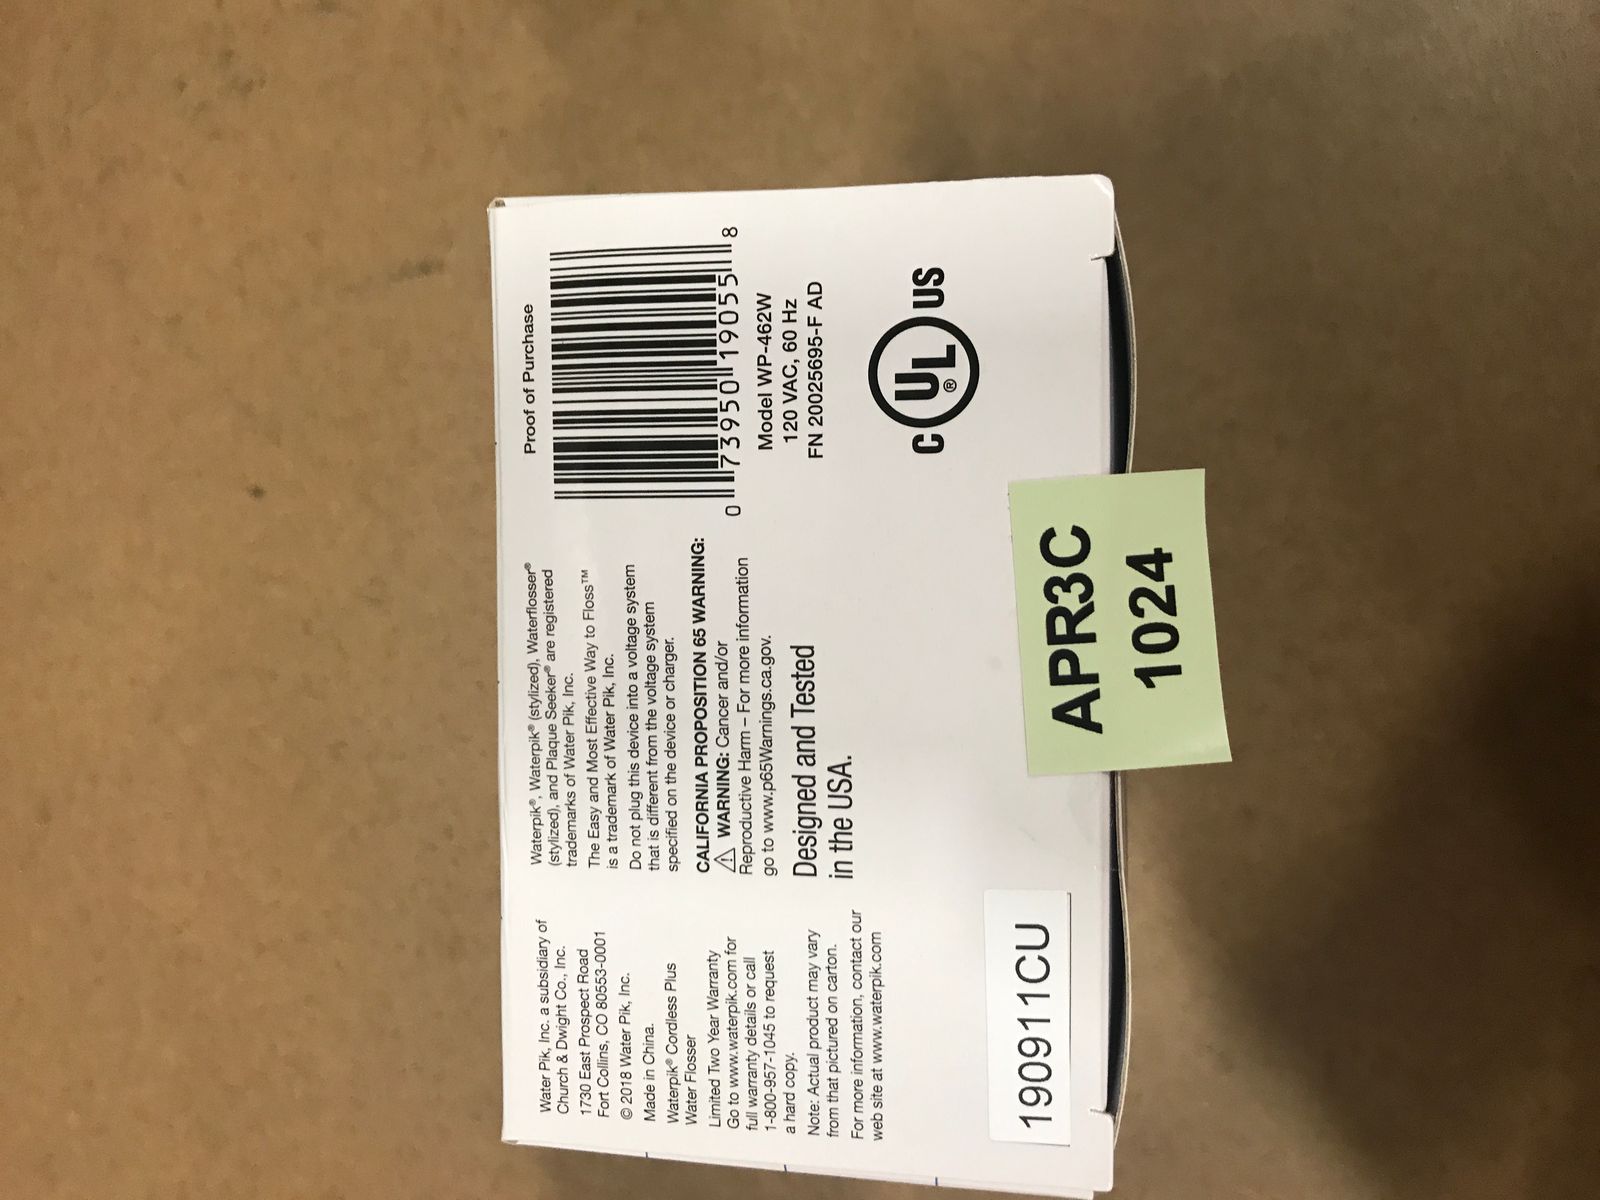 Water Pik, Inc. a subsidiary of
Church & Dwight Co., Inc.
1730 East Prospect Road
Fort Collins, CO 80553-0001
© 2018 Water Pik, Inc.
Made in China.
Waterpik® Cordless Plus
Water Flosser
Limited Two Year Warranty
Go to www.waterpik.com for
full warranty details or call
1-800-957-1045 to request
a hard copy.
Note: Actual product may vary
from that pictured on carton.
For more information, contact our
web site at www.waterpik.com
190911CU
Waterpik®, Waterpik® (stylized), Waterflosser®
(stylized), and Plaque Seeker® are registered
trademarks of Water Pik, Inc.
The Easy and Most Effective Way to Floss™
is a trademark of Water Pik, Inc.
Do not plug this device into a voltage system
that is different from the voltage system
specified on the device or charger.
CALIFORNIA PROPOSITION 65 WARNING:
⚠ WARNING: Cancer and/or
Reproductive Harm – For more information
go to www.p65Warnings.ca.gov.
Designed and Tested
in the USA.
APR3C
1024
Proof of Purchase
0 73950 19055 8
Model WP-462W
120 VAC, 60 Hz
FN 20025695-F AD
C UL® US